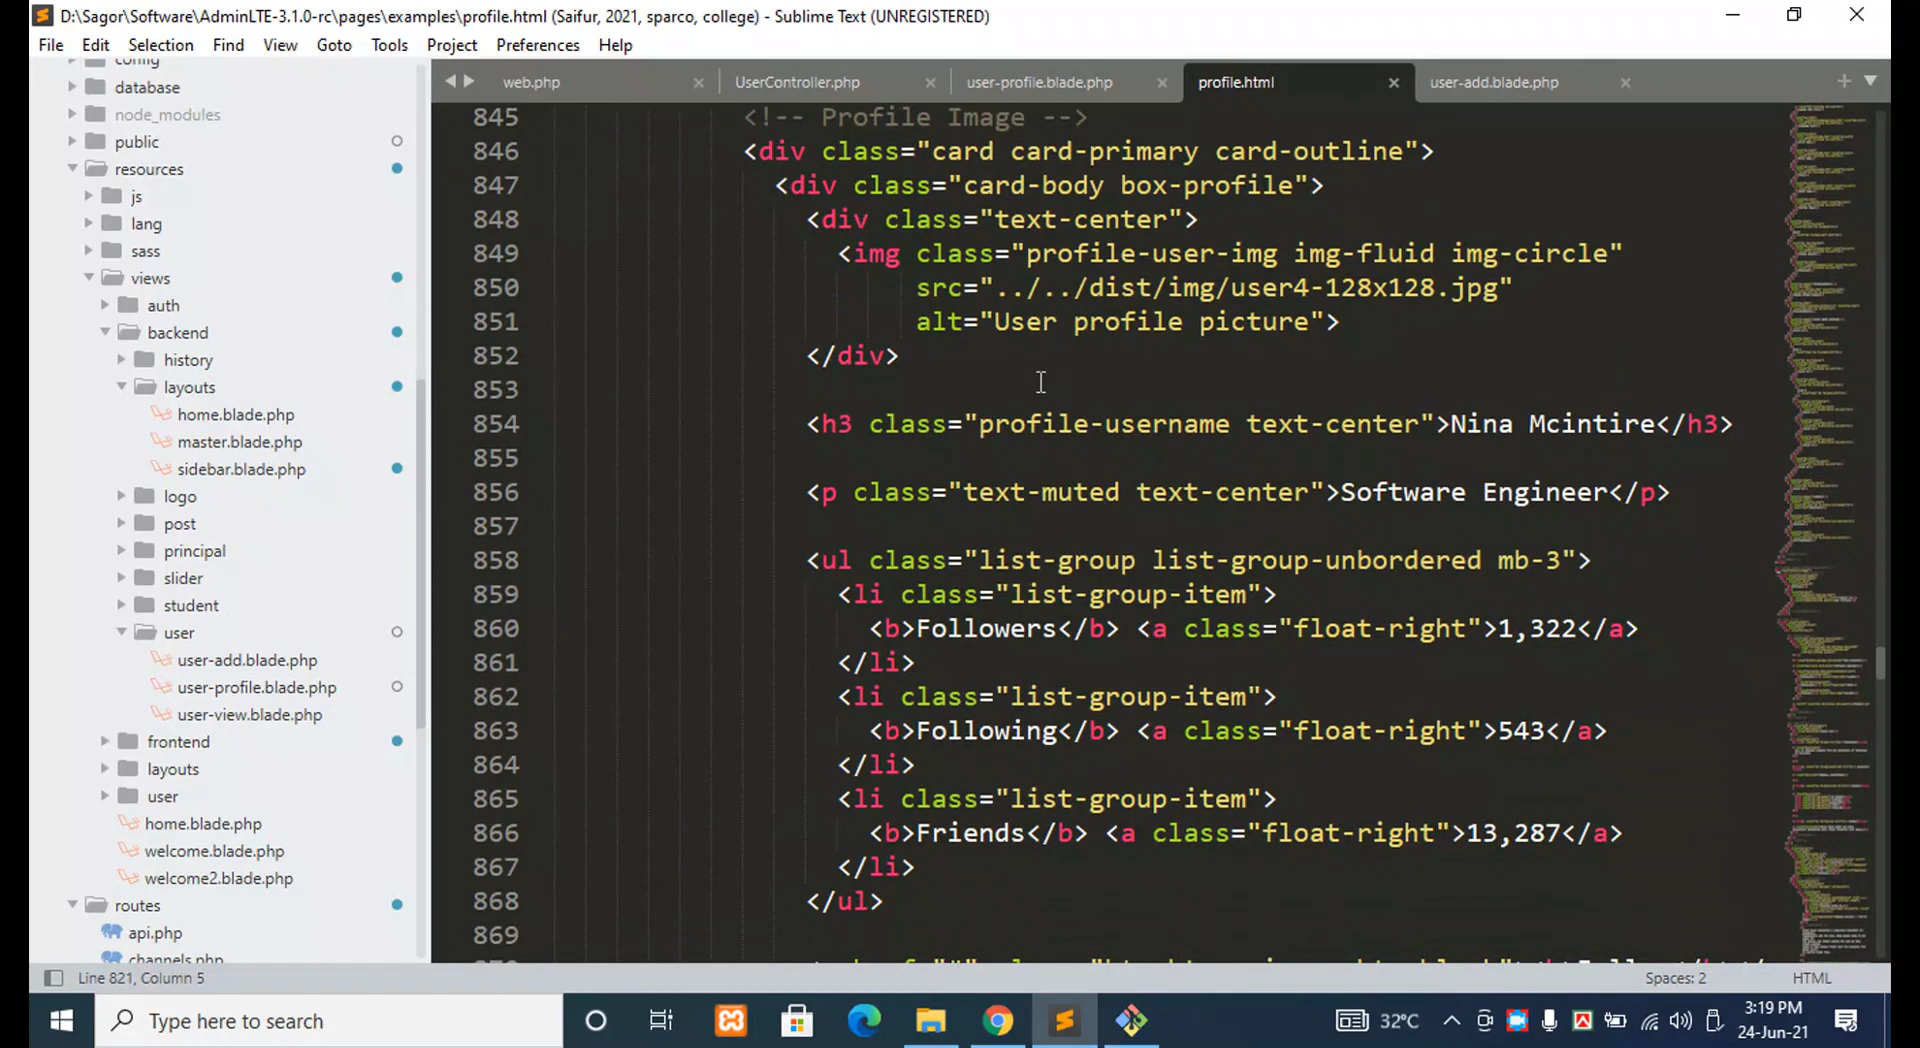 D:\Sagor\Software\AdminLTE-3.1.0-rc\pages\examples\profile.html (Saifur, 2021, sparco, college) - Sublime Text (UNREGISTERED)
File Edit Selection Find View Goto Tools Project Preferences Help
config
database
node_modules
public
resources
js
lang
sass
views
auth
backend
history
layouts
home.blade.php
master.blade.php
sidebar.blade.php
logo
post
principal
slider
student
user
user-add.blade.php
user-profile.blade.php
user-view.blade.php
frontend
layouts
user
home.blade.php
welcome.blade.php
welcome2.blade.php
routes
api.php
channels.php
web.php UserController.php user-profile.blade.php profile.html user-add.blade.php
845 <!-- Profile Image -->
846 <div class="card card-primary card-outline">
847 <div class="card-body box-profile">
848 <div class="text-center">
849 <img class="profile-user-img img-fluid img-circle"
850 src="../../dist/img/user4-128x128.jpg"
851 alt="User profile picture">
852 </div>
853
854 <h3 class="profile-username text-center">Nina Mcintire</h3>
855
856 <p class="text-muted text-center">Software Engineer</p>
857
858 <ul class="list-group list-group-unbordered mb-3">
859 <li class="list-group-item">
860 <b>Followers</b> <a class="float-right">1,322</a>
861 </li>
862 <li class="list-group-item">
863 <b>Following</b> <a class="float-right">543</a>
864 </li>
865 <li class="list-group-item">
866 <b>Friends</b> <a class="float-right">13,287</a>
867 </li>
868 </ul>
869
Line 821, Column 5 Spaces: 2 HTML
Type here to search
32°C
3:19 PM
24-Jun-21